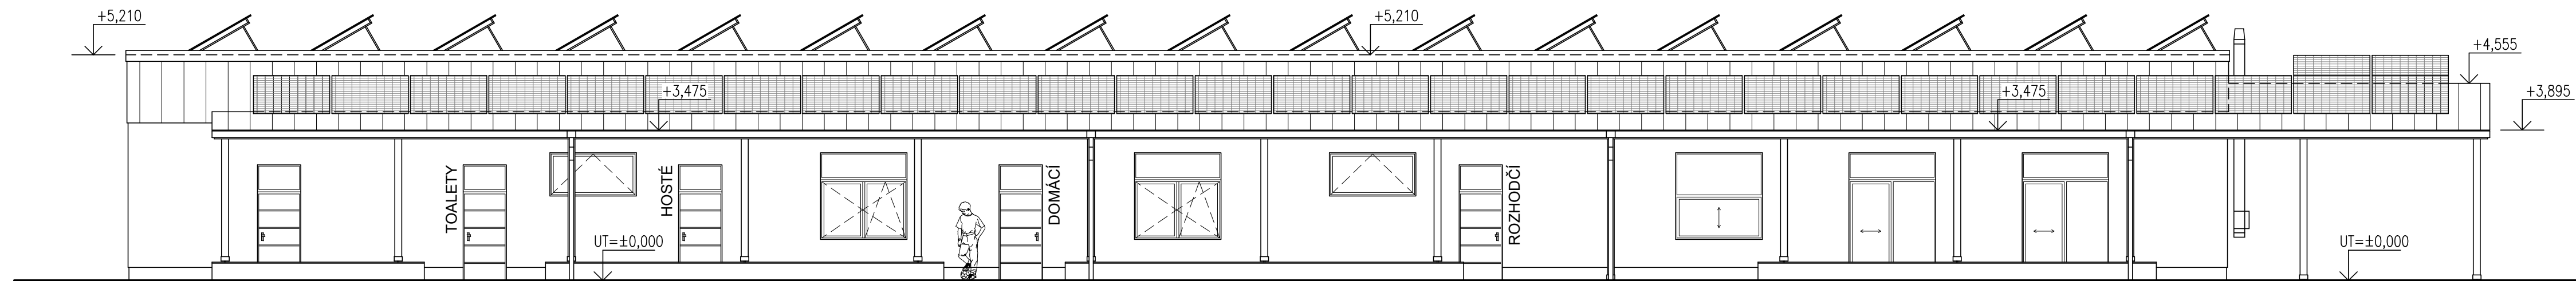 +5,210
+5,210
+4,555
+3,475
+3,475
+3,895
TOALETY
HOSTÉ
DOMÁCÍ
ROZHODČÍ
UT=±0,000
UT=±0,000